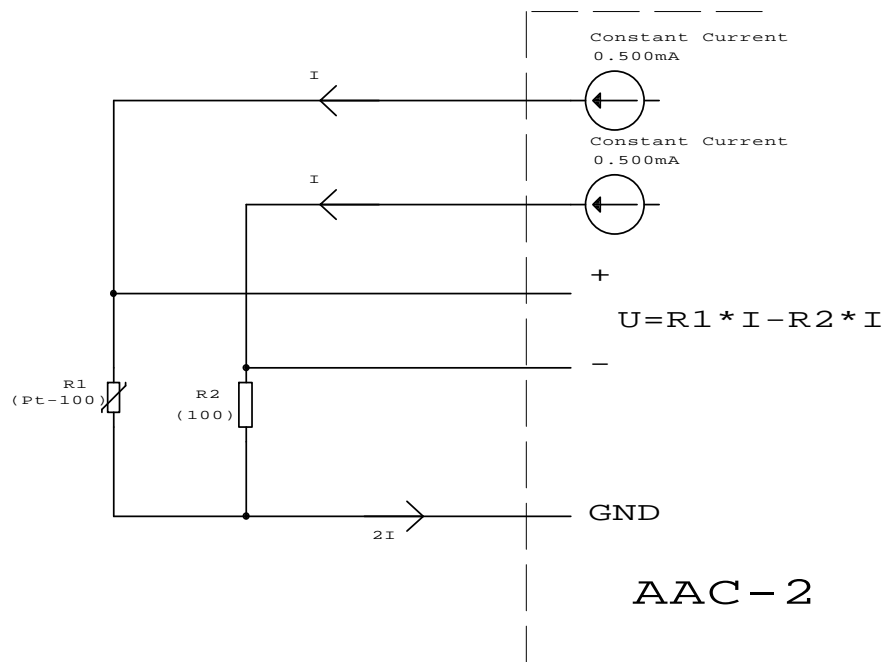 Constant Current
0.500mA
I
Constant Current
0.500mA
I
+
U=R1*I-R2*I
-
R1
(Pt-100)
R2
(100)
GND
2I
AAC-2